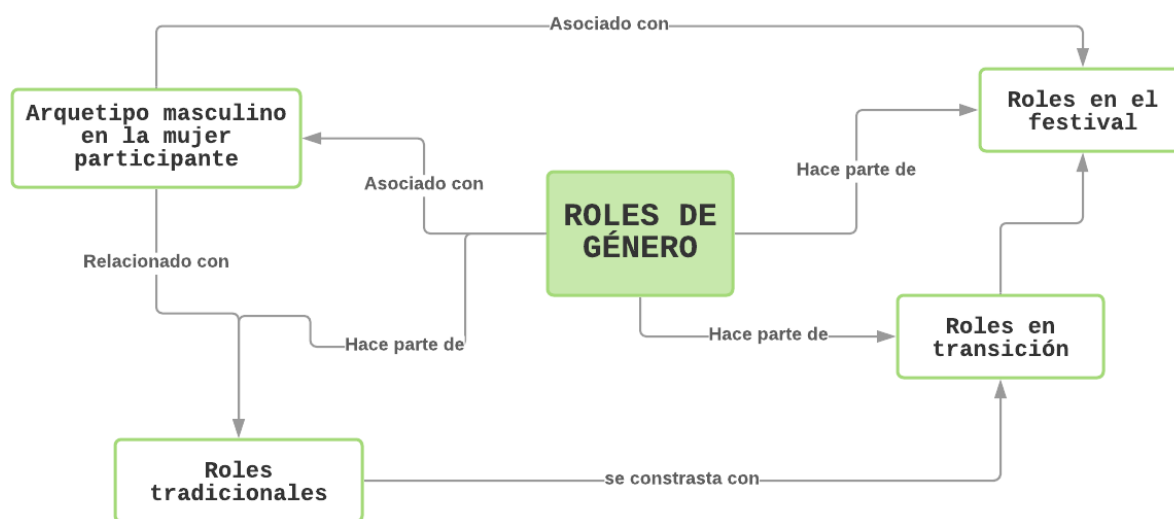 Asociado con
Arquetipo masculino
en la mujer
participante
Roles en el
festival
Asociado con
Hace parte de
ROLES DE
GÉNERO
Relacionado con
Hace parte de
Hace parte de
Roles en
transición
Roles
tradicionales
se constrasta con